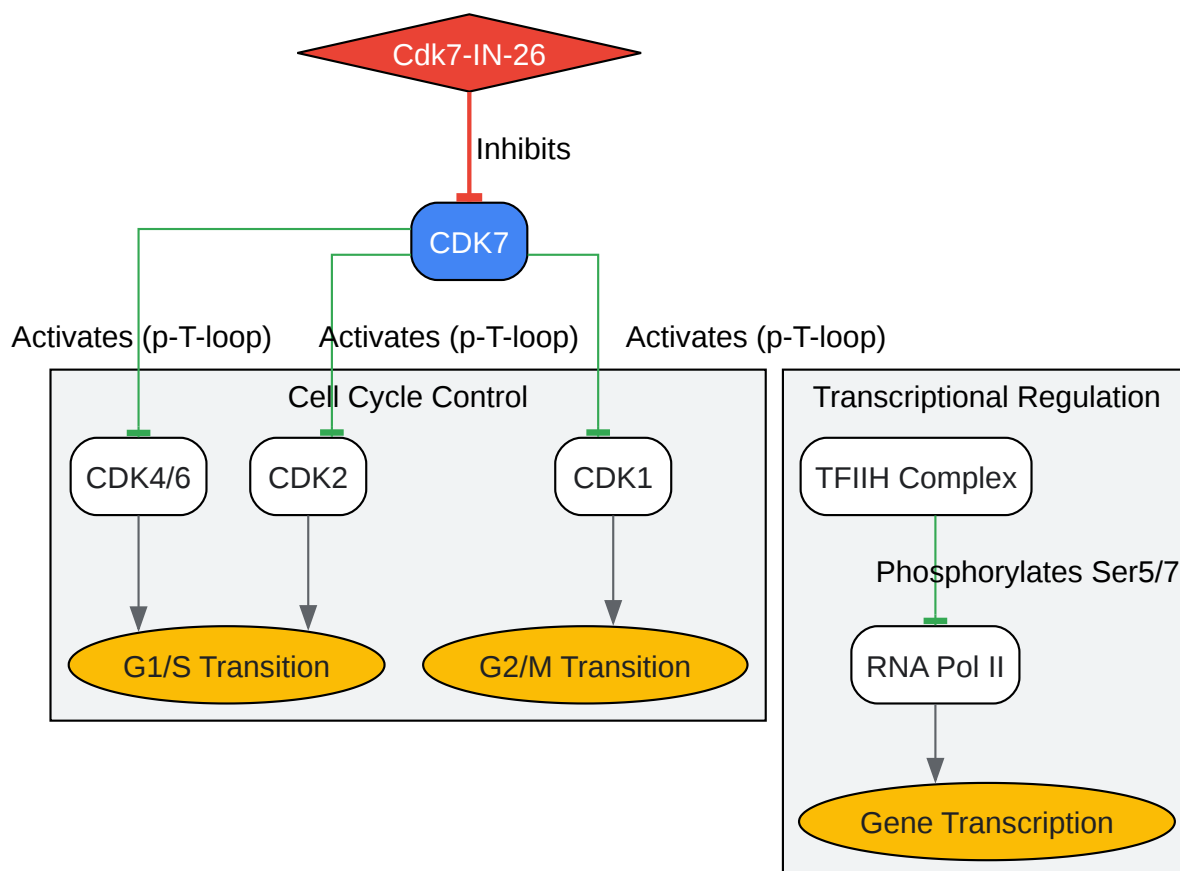 Cdk7-IN-26
Inhibits
CDK7
Activates (p-T-loop)
Activates (p-T-loop)
Activates (p-T-loop)
Cell Cycle Control
Transcriptional Regulation
CDK4/6
CDK2
CDK1
TFIIH Complex
Phosphorylates Ser5/7
G1/S Transition
G2/M Transition
RNA Pol II
Gene Transcription